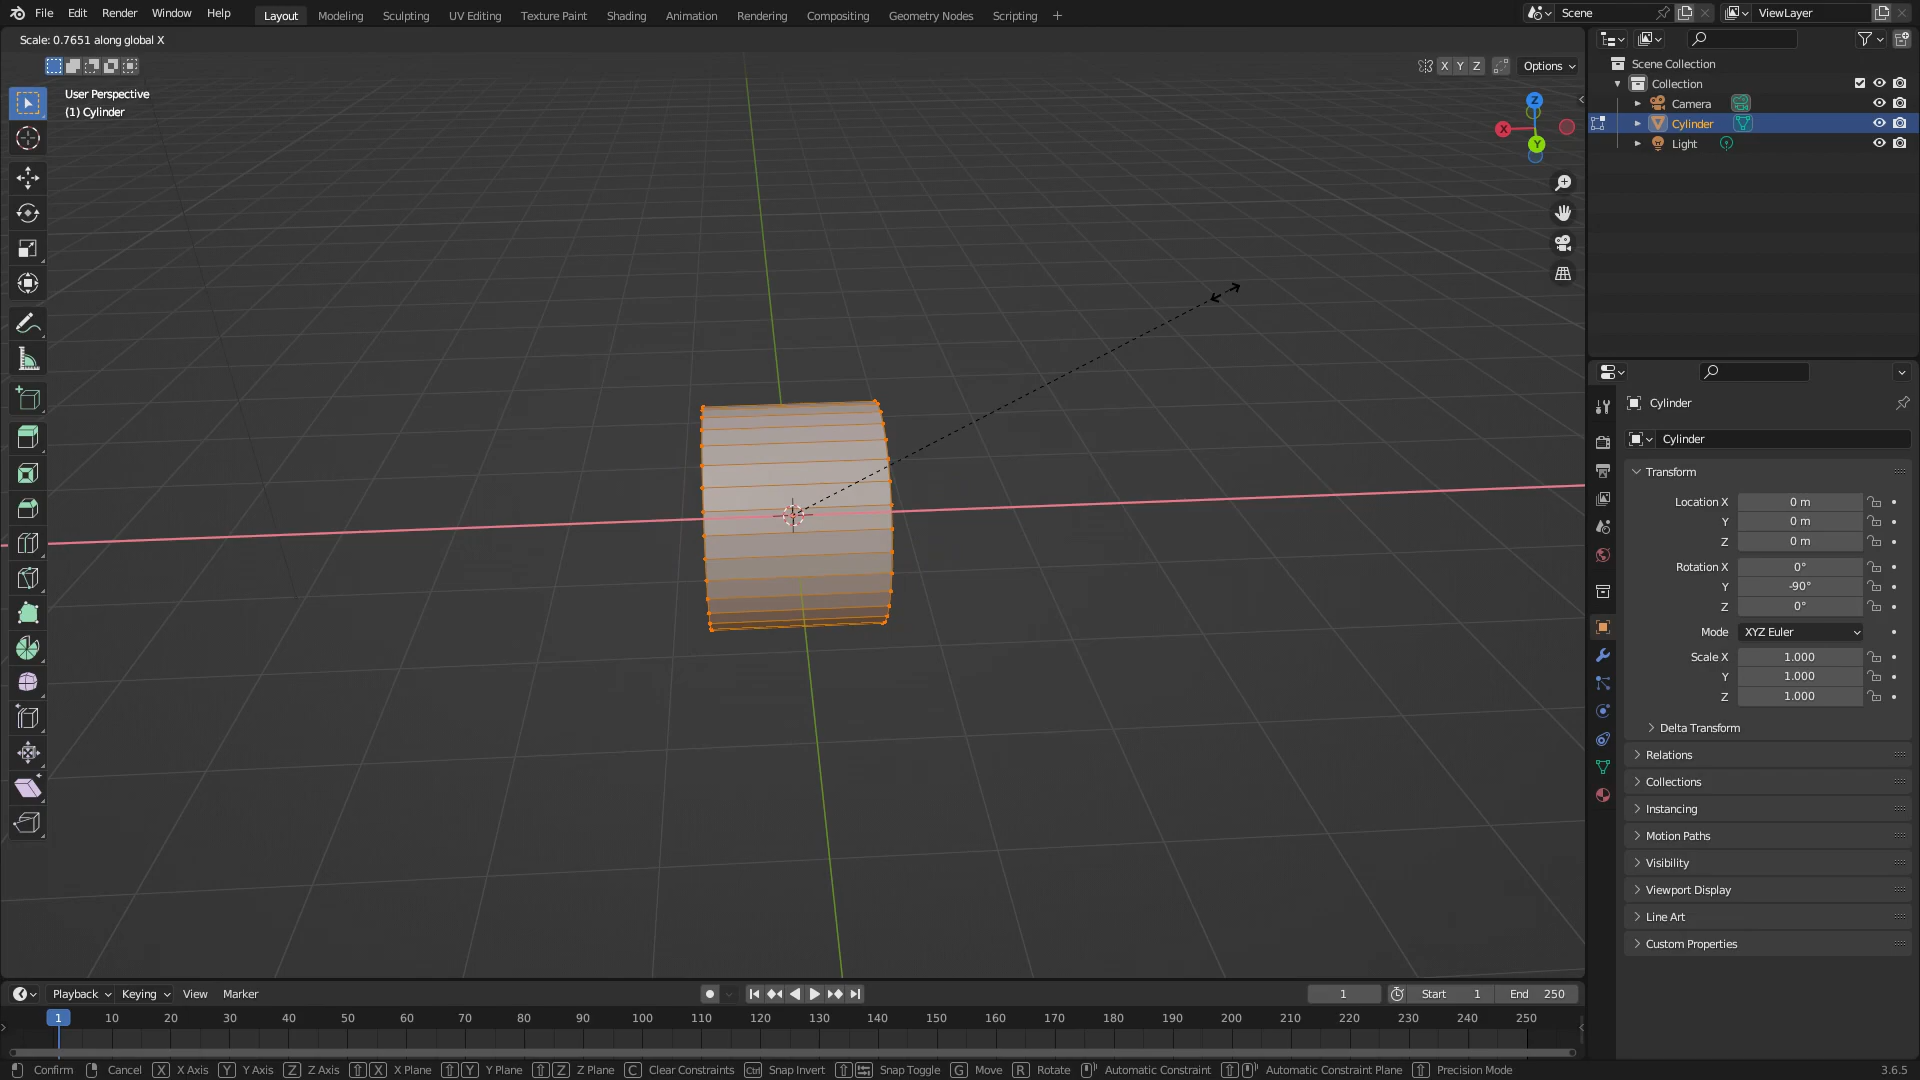 File Edit Render Window Help Layout Modeling Sculpting UV Editing Texture Paint Shading Animation Rendering Compositing Geometry Nodes Scripting + Scene ViewLayer
Scale: 0.7651 along global X
X Y Z Options
User Perspective
(1) Cylinder
Z
X
Y
Scene Collection
Collection
Camera
Cylinder
Light
Cylinder
Cylinder
Transform
Location X 0 m
Y 0 m
Z 0 m
Rotation X 0°
Y -90°
Z 0°
Mode XYZ Euler
Scale X 1.000
Y 1.000
Z 1.000
Delta Transform
Relations
Collections
Instancing
Motion Paths
Visibility
Viewport Display
Line Art
Custom Properties
Playback Keying View Marker 1 Start 1 End 250
1 10 20 30 40 50 60 70 80 90 100 110 120 130 140 150 160 170 180 190 200 210 220 230 240 250
Confirm Cancel X X Axis Y Y Axis Z Z Axis X X Plane Y Y Plane Z Z Plane C Clear Constraints Ctrl Snap Invert Snap Toggle G Move R Rotate Automatic Constraint Automatic Constraint Plane Precision Mode 3.6.5